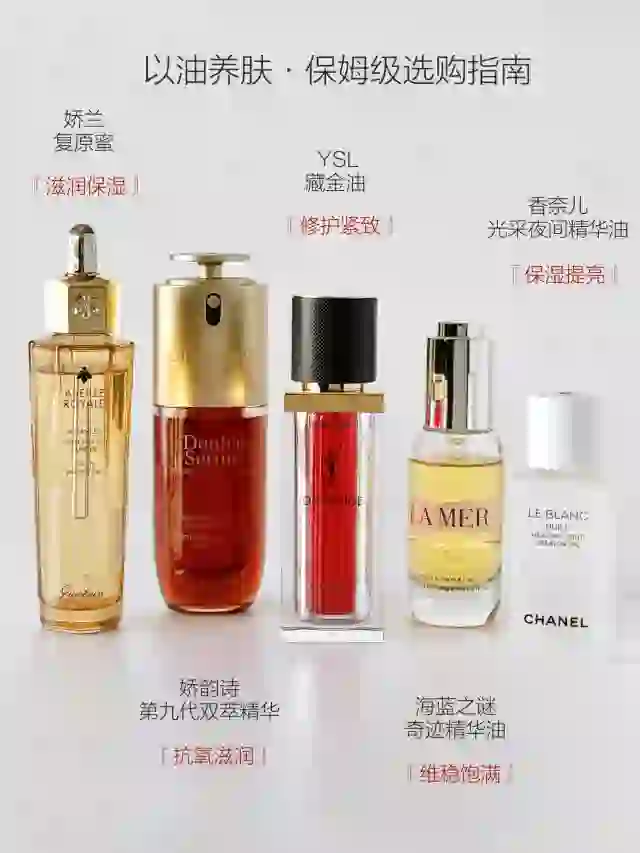 以油养肤·保姆级选购指南
娇兰
复原蜜
「滋润保湿」
YSL
藏金油
「修护紧致」
香奈儿
光采夜间精华油
「保湿提亮」
ABEILLE
ROYALE
Guerlain
Double
Serum
LA MER
LE BLANC
HUILE
CHANEL
娇韵诗
第九代双萃精华
「抗氧滋润」
海蓝之谜
奇迹精华油
「维稳饱满」